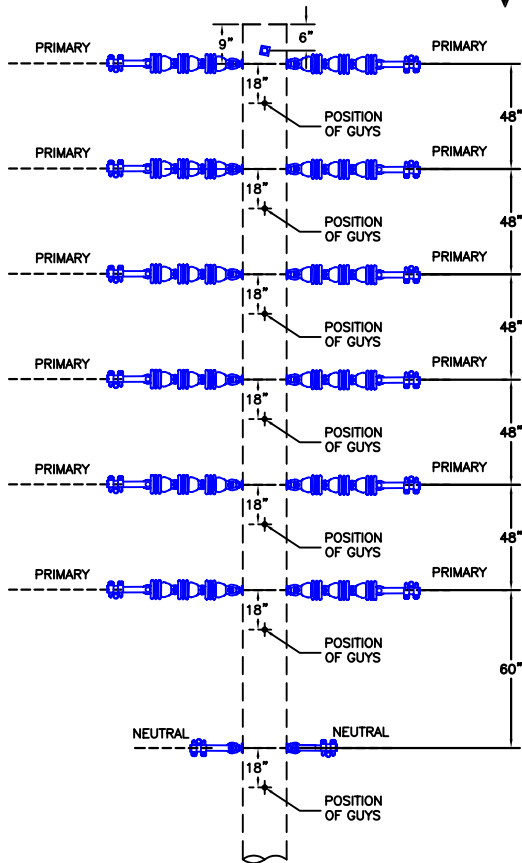 9"
6"
PRIMARY
PRIMARY
18"
POSITION
OF GUYS
48"
PRIMARY
PRIMARY
18"
POSITION
OF GUYS
48"
PRIMARY
PRIMARY
18"
POSITION
OF GUYS
48"
PRIMARY
PRIMARY
18"
POSITION
OF GUYS
48"
PRIMARY
PRIMARY
18"
POSITION
OF GUYS
48"
PRIMARY
PRIMARY
18"
POSITION
OF GUYS
60"
NEUTRAL
NEUTRAL
18"
POSITION
OF GUYS